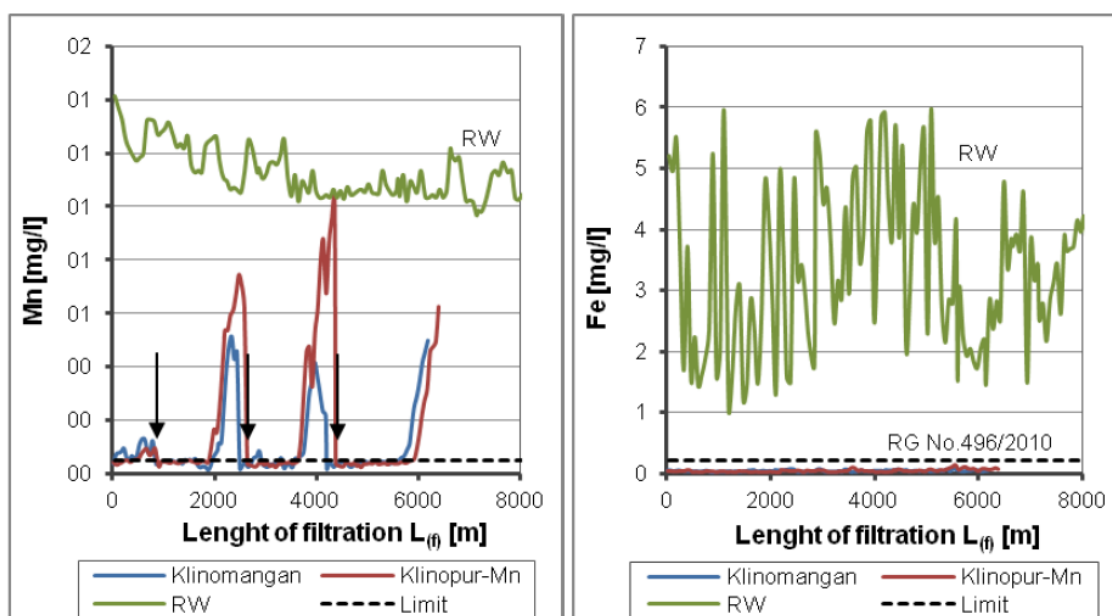 02
01
01
01
01
01
00
00
00
Mn [mg/l]
RW
0 2000 4000 6000 8000
Lenght of filtration L(f) [m]
Klinomangan Klinopur-Mn
RW Limit
7
6
5
4
3
2
1
0
Fe [mg/l]
RW
RG No.496/2010
0 2000 4000 6000 8000
Lenght of filtration L(f) [m]
Klinomangan Klinopur-Mn
RW Limit